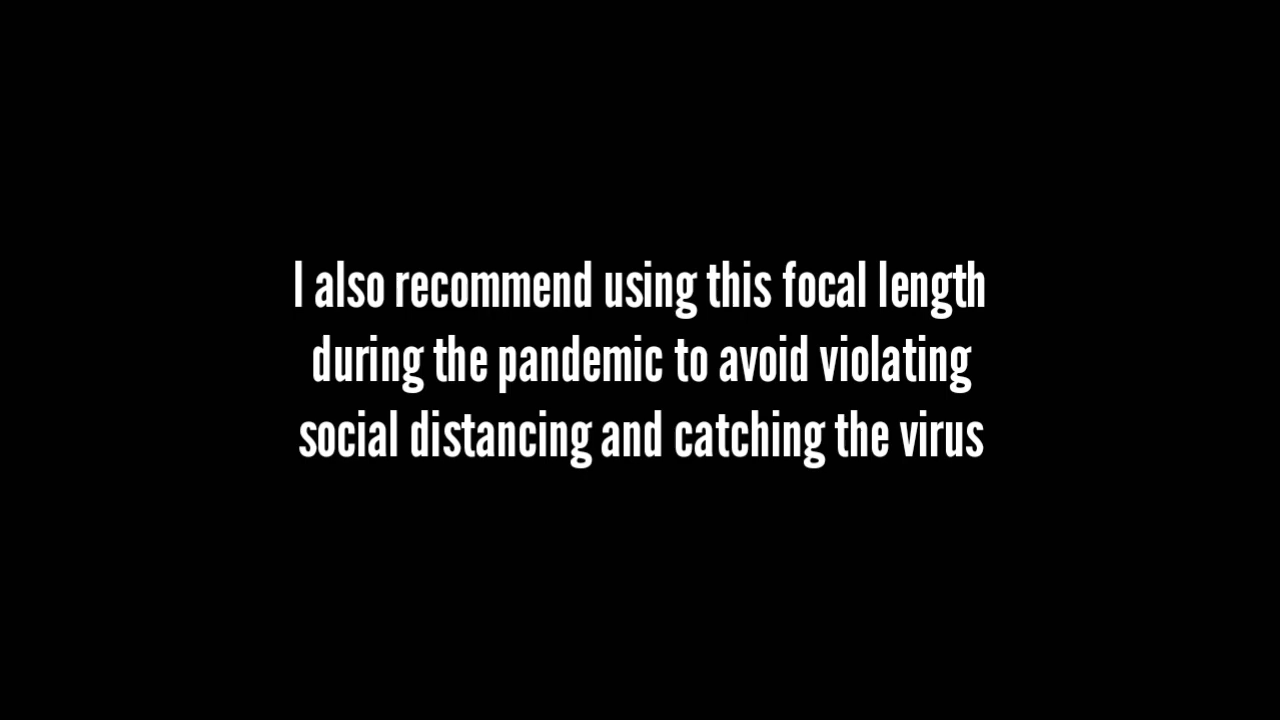 I also recommend using this focal length
during the pandemic to avoid violating
social distancing and catching the virus